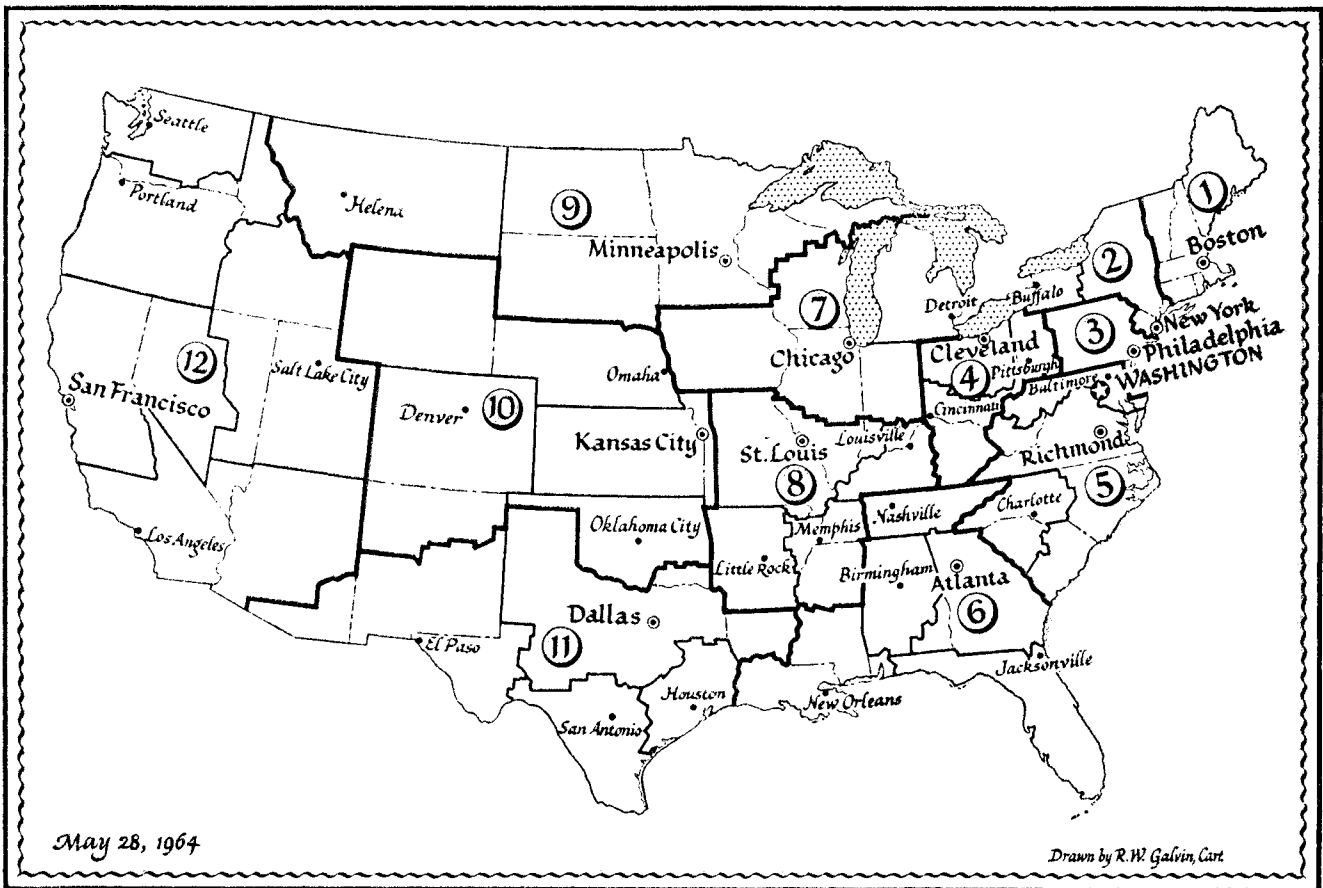 Seattle
Portland
Helena
9
Minneapolis
1
Boston
2
Buffalo
Detroit
7
Chicago
New York
3
Philadelphia
Cleveland
Pittsburgh
4
WASHINGTON
Baltimore
Cincinnati
12
San Francisco
Salt Lake City
Omaha
Denver
10
Kansas City
St. Louis
8
Louisville
Richmond
5
Charlotte
Nashville
Memphis
Oklahoma City
Little Rock
Birmingham
Atlanta
6
Los Angeles
Dallas
11
El Paso
Houston
San Antonio
New Orleans
Jacksonville
May 28, 1964
Drawn by R.W. Galvin, Cart.